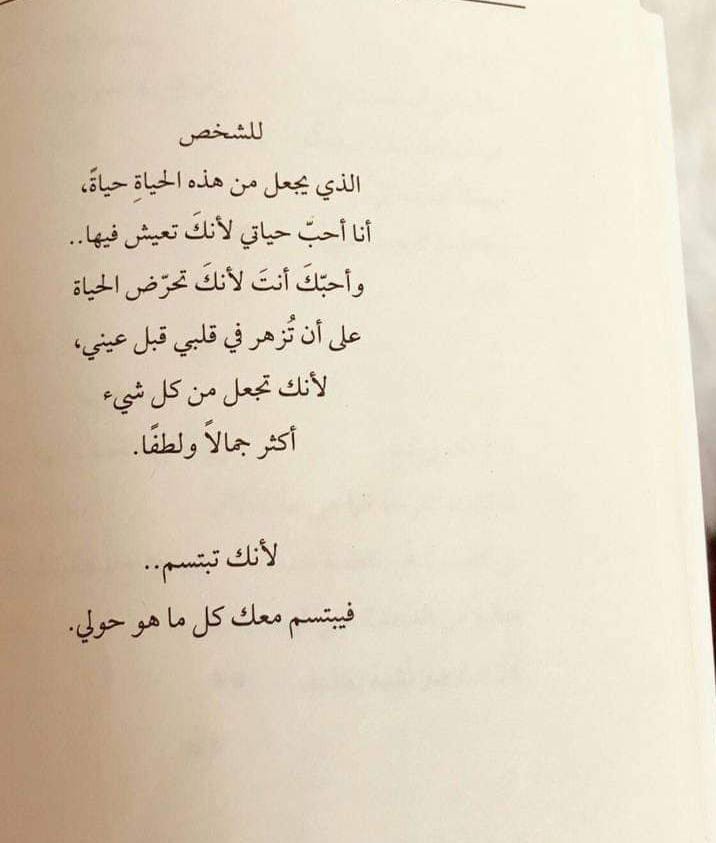 للشخص
الذي يجعل من هذه الحياةِ حياةً،
أنا أحبّ حياتي لأنكَ تعيش فيها..
وأحبّكَ أنتَ لأنكَ تحرّض الحياة
على أن تُزهر في قلبي قبل عيني،
لأنك تجعل من كل شيء
أكثر جمالاً ولطفًا.
لأنك تبتسم..
فيبتسم معك كل ما هو حولي.